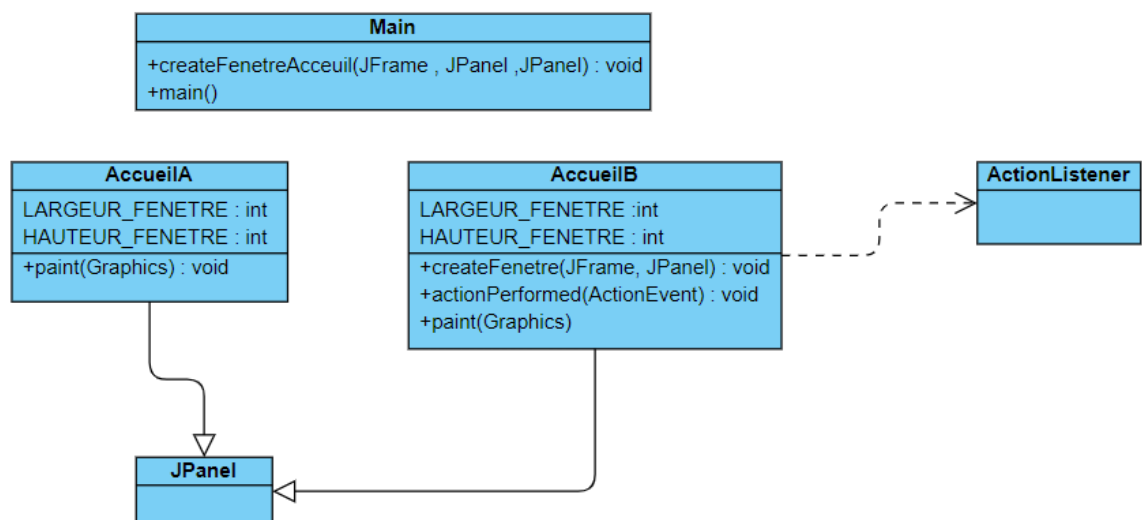 Main
+createFenetreAcceuil(JFrame , JPanel ,JPanel) : void
+main()
AccueilA
LARGEUR_FENETRE : int
HAUTEUR_FENETRE : int
+paint(Graphics) : void
AccueilB
LARGEUR_FENETRE :int
HAUTEUR_FENETRE : int
+createFenetre(JFrame, JPanel) : void
+actionPerformed(ActionEvent) : void
+paint(Graphics)
ActionListener
JPanel